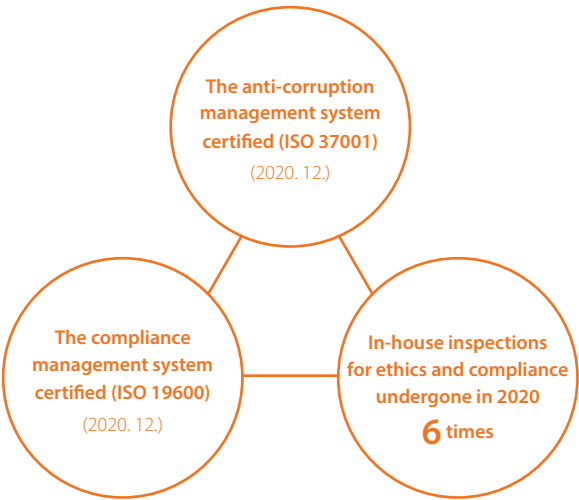 The anti-corruption
management system
certified (ISO 37001)
(2020. 12.)
The compliance
management system
certified (ISO 19600)
(2020. 12.)
In-house inspections
for ethics and compliance
undergone in 2020
6 times